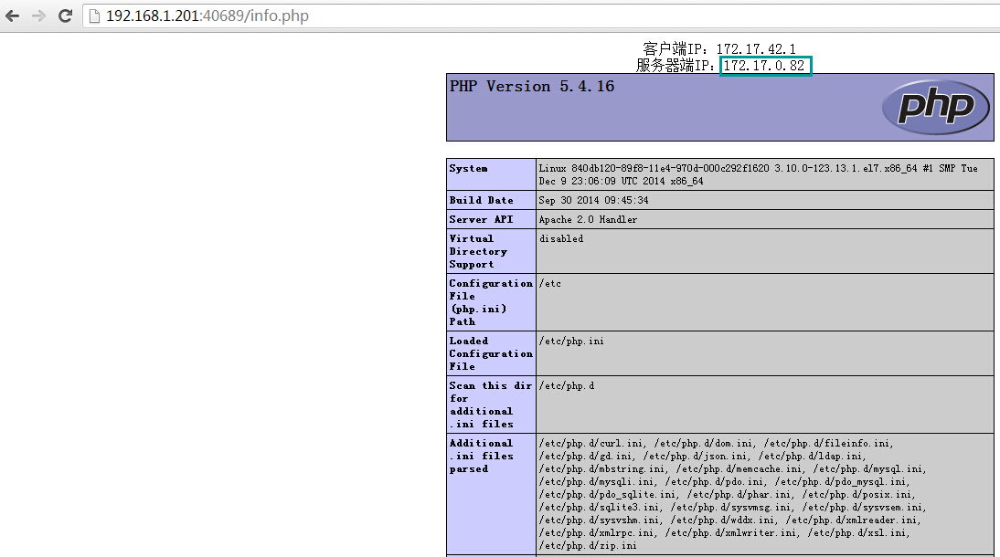 192.168.1.201:40689/info.php
客户端IP: 172.17.42.1
服务器端IP: 172.17.0.82
PHP Version 5.4.16
php
System
Linux 840db120-89f8-11e4-970d-000c292f1620 3.10.0-123.13.1.el7.x86_64 #1 SMP Tue
Dec 9 23:06:09 UTC 2014 x86_64
Build Date
Sep 30 2014 09:45:34
Server API
Apache 2.0 Handler
Virtual
Directory
Support
disabled
Configuration
File
(php.ini)
Path
/etc
Loaded
Configuration
File
/etc/php.ini
Scan this dir
for
additional
.ini files
/etc/php.d
Additional
.ini files
parsed
/etc/php.d/curl.ini, /etc/php.d/dom.ini, /etc/php.d/fileinfo.ini,
/etc/php.d/gd.ini, /etc/php.d/json.ini, /etc/php.d/ldap.ini,
/etc/php.d/mbstring.ini, /etc/php.d/memcache.ini, /etc/php.d/mysql.ini,
/etc/php.d/mysqli.ini, /etc/php.d/pdo.ini, /etc/php.d/pdo_mysql.ini,
/etc/php.d/pdo_sqlite.ini, /etc/php.d/phar.ini, /etc/php.d/posix.ini,
/etc/php.d/sqlite3.ini, /etc/php.d/sysvmsg.ini, /etc/php.d/sysvsem.ini,
/etc/php.d/sysvshm.ini, /etc/php.d/wddx.ini, /etc/php.d/xmlreader.ini,
/etc/php.d/xmlrpc.ini, /etc/php.d/xmlwriter.ini, /etc/php.d/xsl.ini,
/etc/php.d/zip.ini